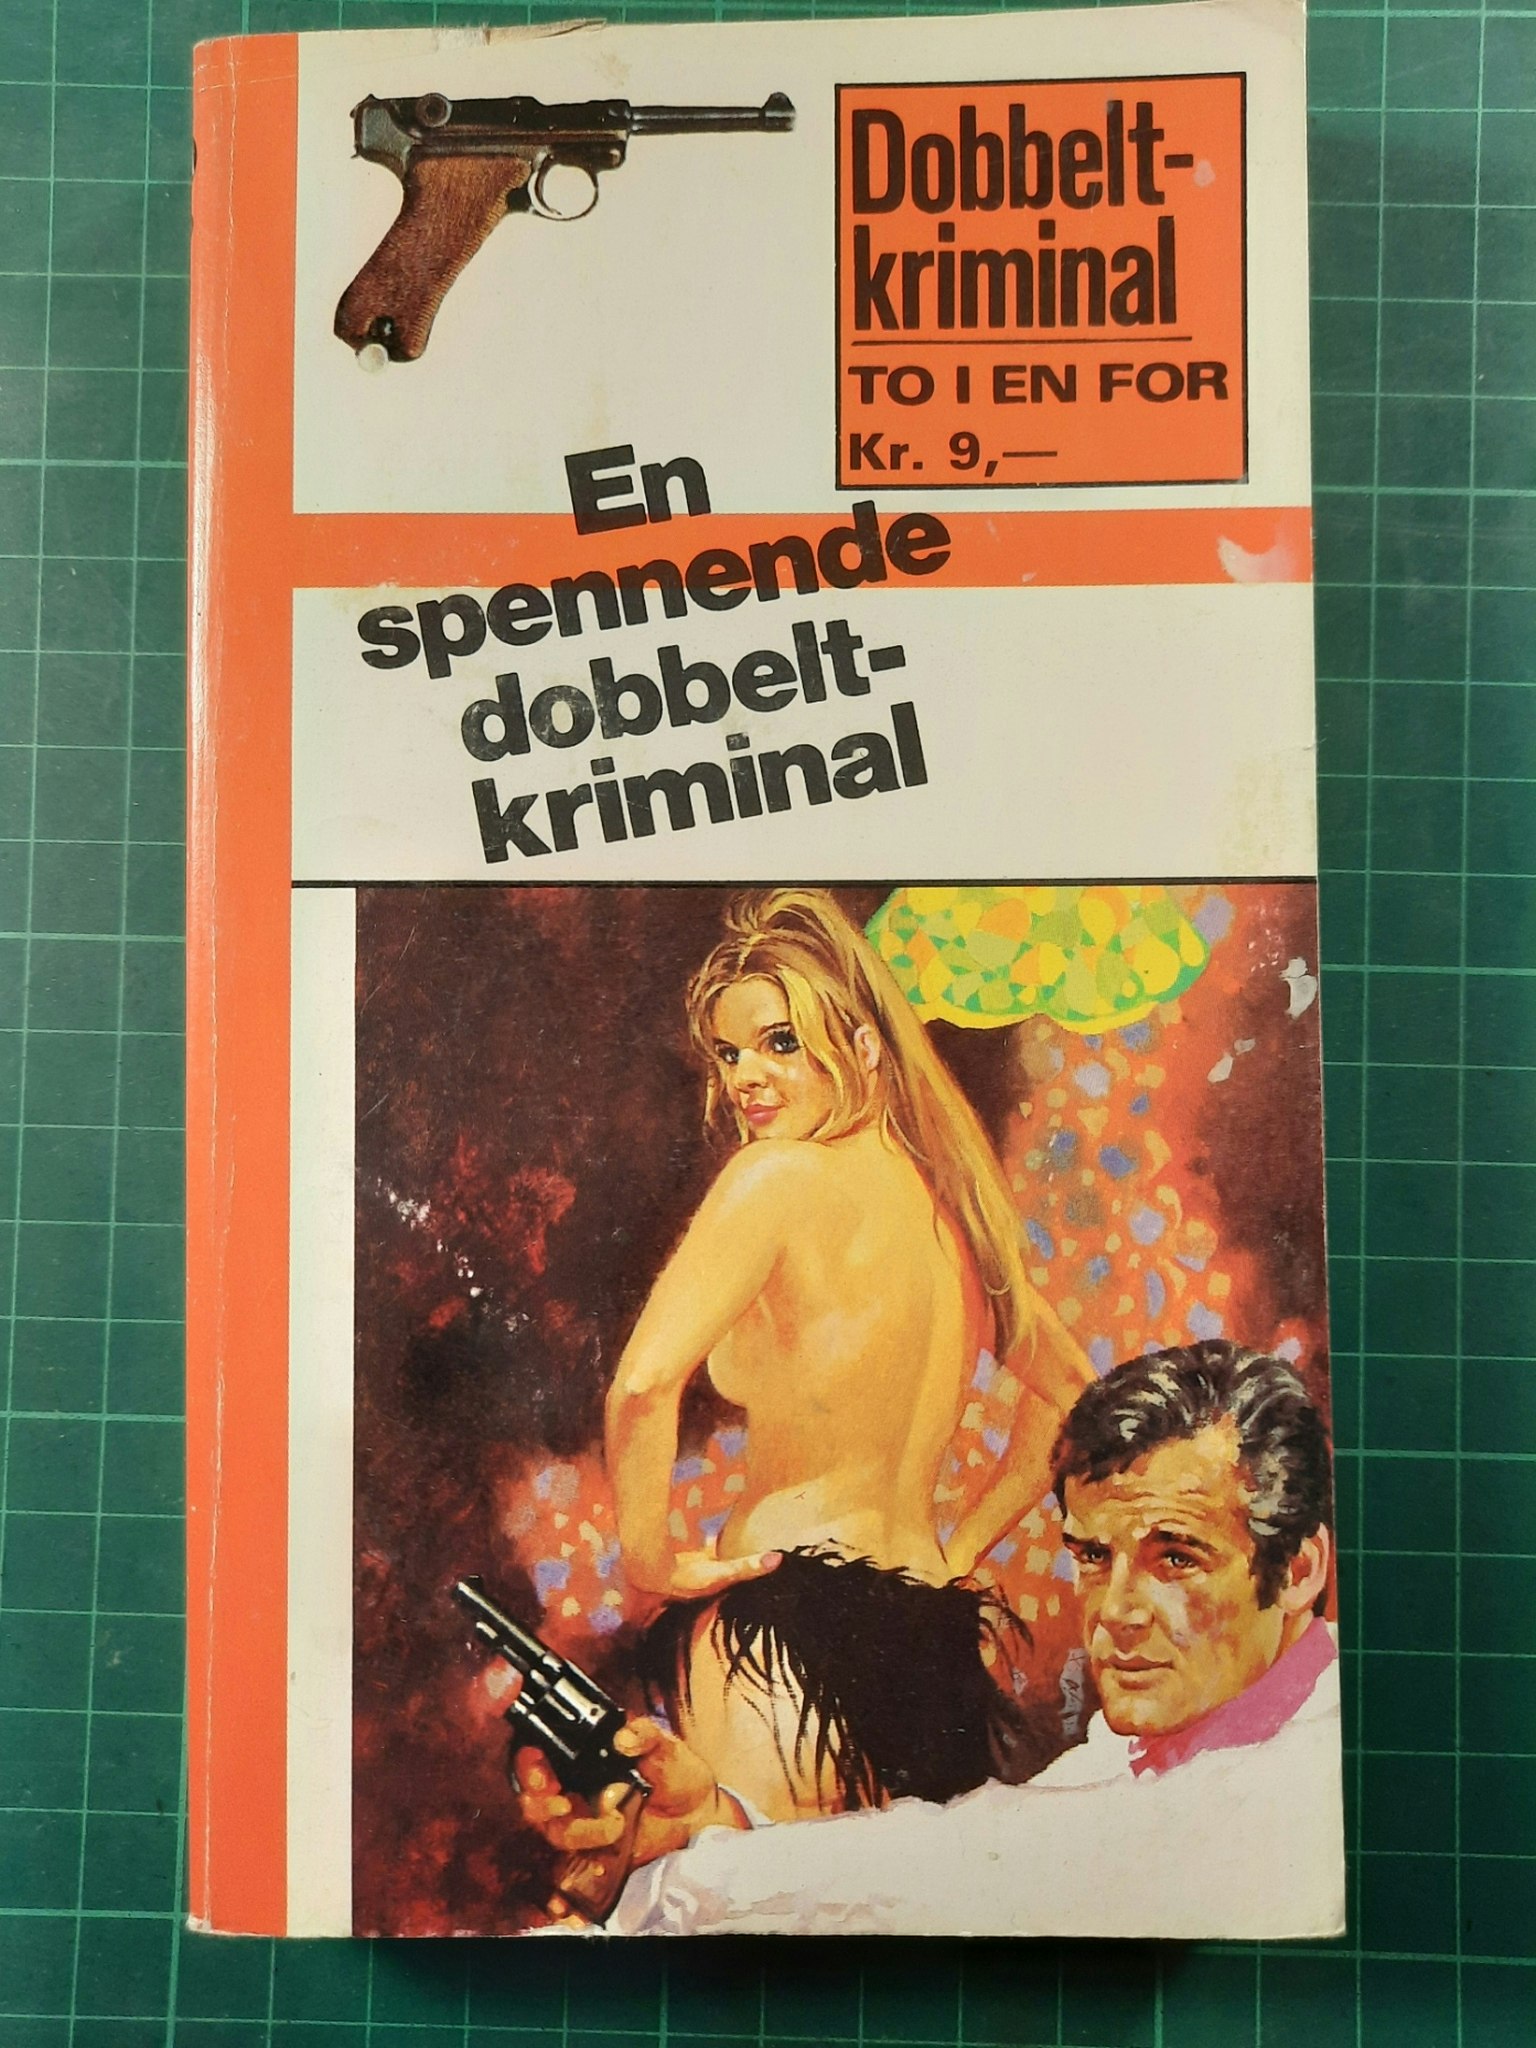 Dobbelt-
kriminal
TO I EN FOR
Kr. 9,—
En
spennende
dobbelt-
kriminal